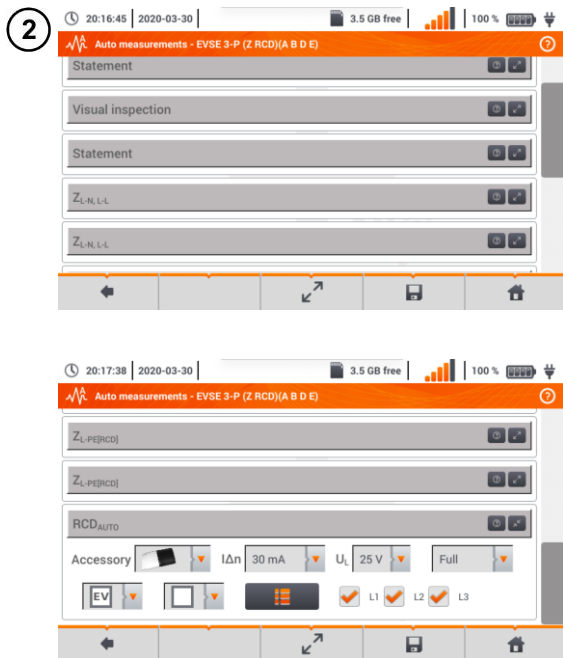 2
20:16:45 2020-03-30 3.5 GB free 100 %
Auto measurements - EVSE 3-P (Z RCD)(A B D E) ?
Statement
Visual inspection
Statement
ZL-N, L-L
ZL-N, L-L
20:17:38 2020-03-30 3.5 GB free 100 %
Auto measurements - EVSE 3-P (Z RCD)(A B D E) ?
ZL-PE[RCD]
ZL-PE[RCD]
RCDAUTO
Accessory IΔn 30 mA UL 25 V Full
EV L1 L2 L3